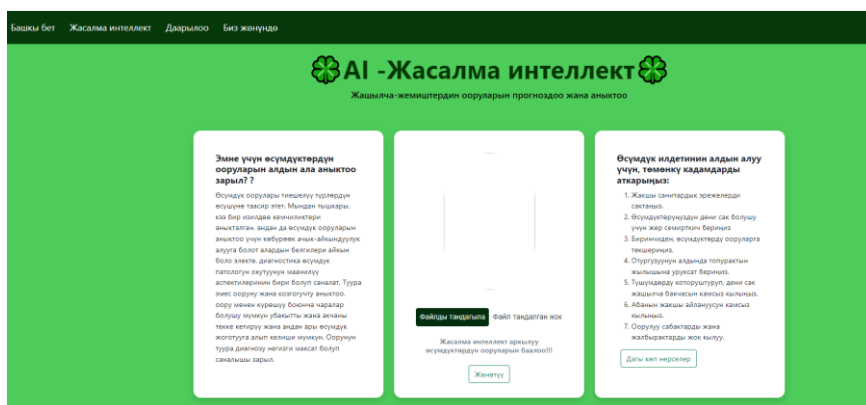 Башкы бет Жасалма интеллект Даарылоо Биз жөнүндө
AI -Жасалма интеллект
Жашылча-жемиштердин ооруларын прогноздоо жана аныктоо
Эмне үчүн өсүмдүктөрдүн
ооруларын алдын ала аныктоо
зарыл? ?
Өсүмдүк оорулары тиешелүү түрлөрдүн
өсүшүнө таасир этет. Мындан тышкары,
кээ бир изилдөө кемчиликтери
аныкталган, андан да өсүмдүк ооруларын
аныктоо үчүн көбүрөөк ачык-айкындуулук
алууга болот алардын белгилери айкын
боло электе. диагностика өсүмдүк
патологун окутуунун маанилүү
аспектилеринин бири болуп саналат. Туура
эмес ооруну жана козгогучту аныктоо,
оору менен күрөшүү боюнча чаралар
болушу мүмкүн убакытты жана акчаны
текке кетирүү жана андан ары өсүмдүк
жоготууга алып келиши мүмкүн. Оорунун
туура диагнозу негизги максат болуп
саналышы зарыл.
Файлды тандагыла Файл тандалган жок
Жасалма интеллект аркылуу
өсүмдүктөрдүн ооруларын баалоо!!!
Жөнөтүү
Өсүмдүк илдетинин алдын алуу
үчүн, төмөнкү кадамдарды
аткарыңыз:
1. Жакшы санитардык эрежелерди
сактаңыз.
2. Өсүмдүктөрүңүздүн дени сак болушу
үчүн жер семирткич бериңиз
3. Биринчиден, өсүмдүктөрдү ооруларга
текшериңиз.
4. Отургузуунун алдында топурактын
жылышына уруксат бериңиз.
5. Түшүмдөрдү которуштуруп, дени сак
жашылча бакчасын камсыз кылыңыз.
6. Абанын жакшы айлануусун камсыз
кылыңыз.
7. Оорулуу сабактарды жана
жалбырактарды жок кылуу.
Дагы көп нерселер